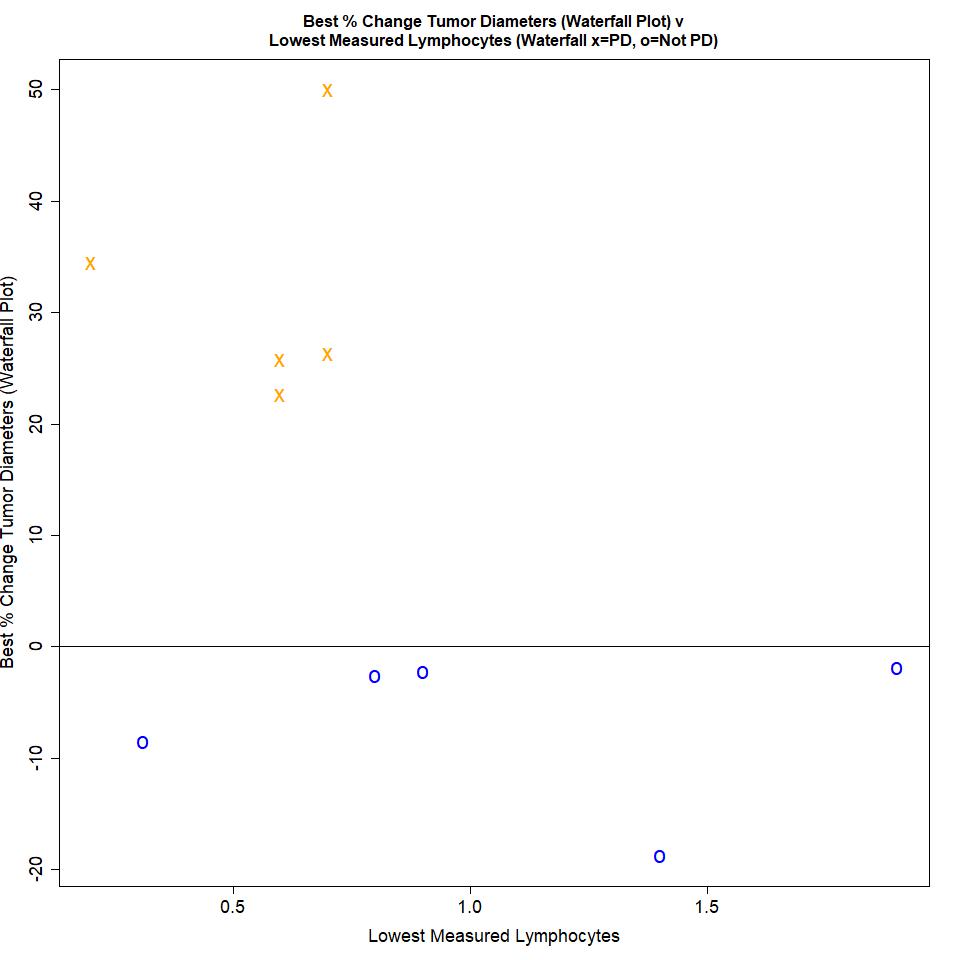 Best % Change Tumor Diameters (Waterfall Plot) v
Lowest Measured Lymphocytes (Waterfall x=PD, o=Not PD)
Best % Change Tumor Diameters (Waterfall Plot)
50
40
30
20
10
0
-10
-20
X
X
X
X
X
O
O
O
O
O
0.5
1.0
1.5
Lowest Measured Lymphocytes